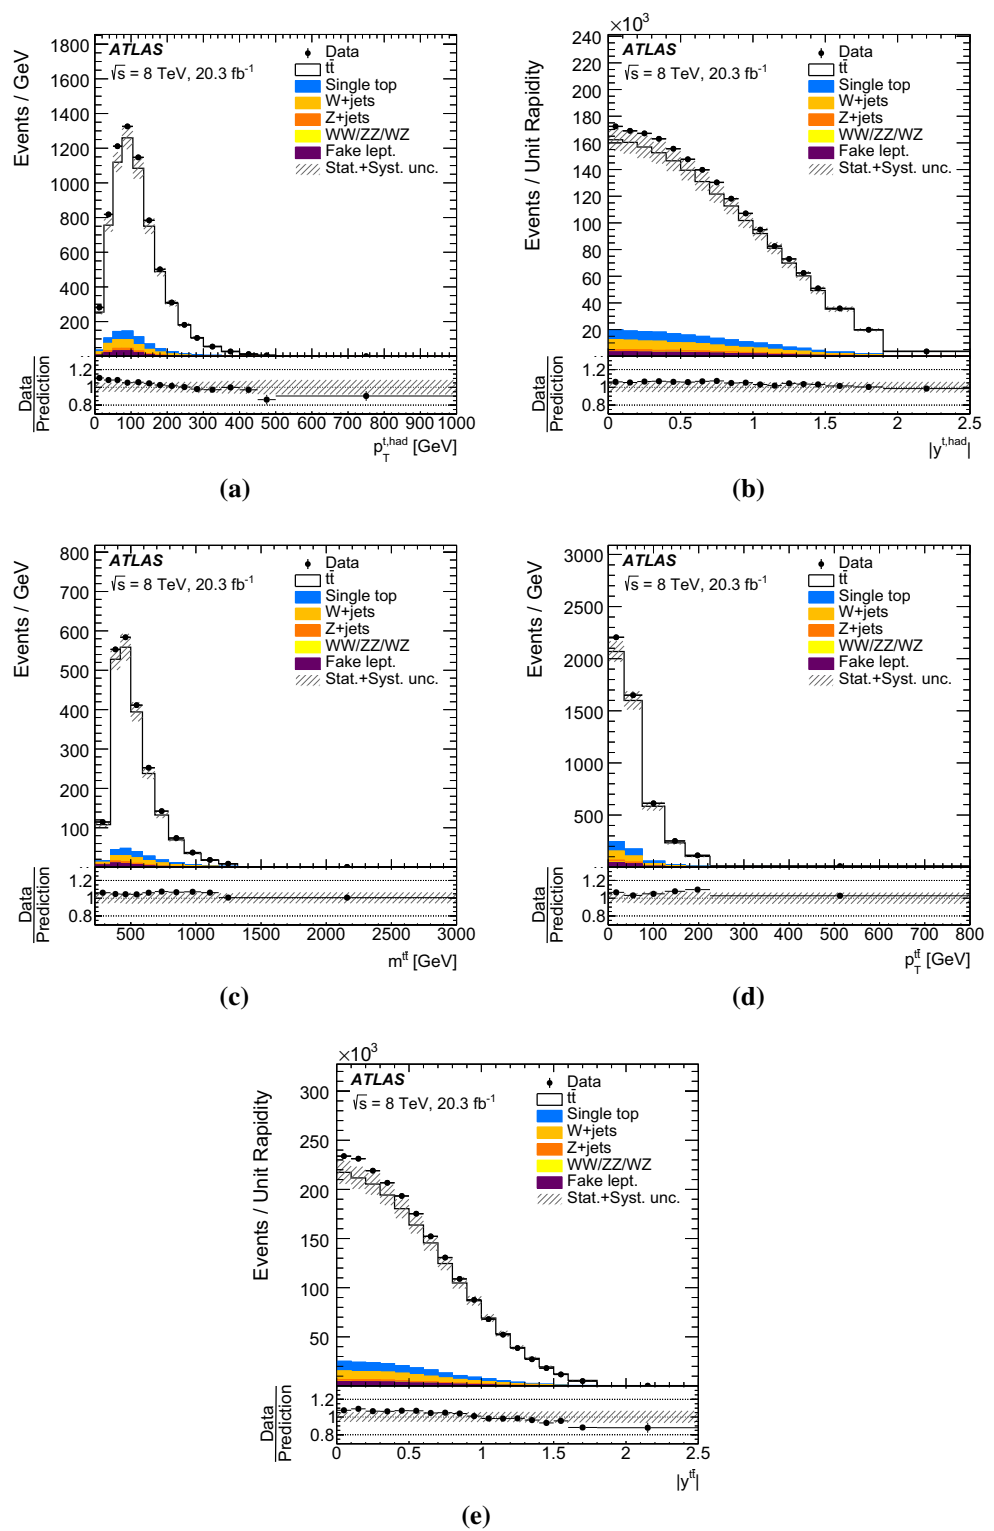 Events / GeV
1800
1600
1400
1200
1000
800
600
400
200
ATLAS
√s = 8 TeV, 20.3 fb⁻¹
Data
tt̄
Single top
W+jets
Z+jets
WW/ZZ/WZ
Fake lept.
Stat.+Syst. unc.
Data
Prediction
1.2
1
0.8
0 100 200 300 400 500 600 700 800 900 1000
p_T^{t,had} [GeV]
(a)
×10³
Events / Unit Rapidity
240
220
200
180
160
140
120
100
80
60
40
20
ATLAS
√s = 8 TeV, 20.3 fb⁻¹
Data
tt̄
Single top
W+jets
Z+jets
WW/ZZ/WZ
Fake lept.
Stat.+Syst. unc.
Data
Prediction
1.2
1
0.8
0 0.5 1 1.5 2 2.5
|y^{t,had}|
(b)
Events / GeV
800
700
600
500
400
300
200
100
ATLAS
√s = 8 TeV, 20.3 fb⁻¹
Data
tt̄
Single top
W+jets
Z+jets
WW/ZZ/WZ
Fake lept.
Stat.+Syst. unc.
Data
Prediction
1.2
1
0.8
500 1000 1500 2000 2500 3000
m^{tt̄} [GeV]
(c)
Events / GeV
3000
2500
2000
1500
1000
500
ATLAS
√s = 8 TeV, 20.3 fb⁻¹
Data
tt̄
Single top
W+jets
Z+jets
WW/ZZ/WZ
Fake lept.
Stat.+Syst. unc.
Data
Prediction
1.2
1
0.8
0 100 200 300 400 500 600 700 800
p_T^{tt̄} [GeV]
(d)
×10³
Events / Unit Rapidity
300
250
200
150
100
50
ATLAS
√s = 8 TeV, 20.3 fb⁻¹
Data
tt̄
Single top
W+jets
Z+jets
WW/ZZ/WZ
Fake lept.
Stat.+Syst. unc.
Data
Prediction
1.2
1
0.8
0 0.5 1 1.5 2 2.5
|y^{tt̄}|
(e)